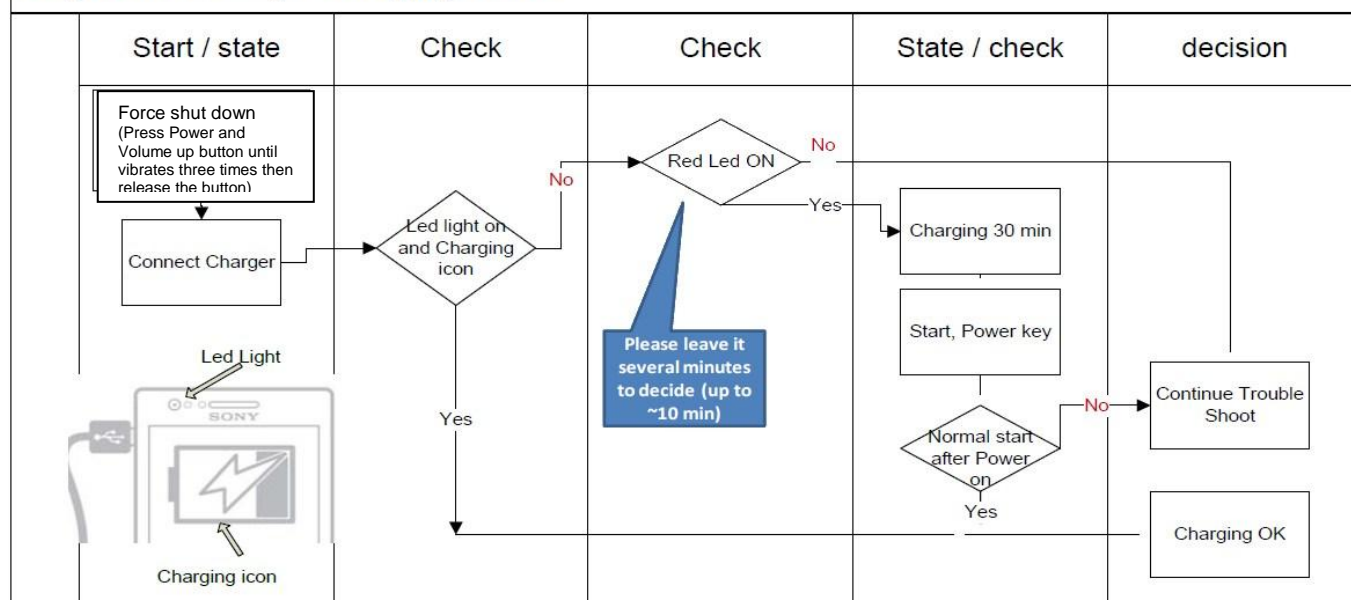 Start / state
Check
Check
State / check
decision
Force shut down
(Press Power and
Volume up button until
vibrates three times then
release the button)
Connect Charger
Led light on
and Charging
icon
No
Yes
Red Led ON
No
Yes
Please leave it
several minutes
to decide (up to
~10 min)
Charging 30 min
Start, Power key
Normal start
after Power
on
No
Yes
Continue Trouble
Shoot
Charging OK
Led Light
SONY
Charging icon